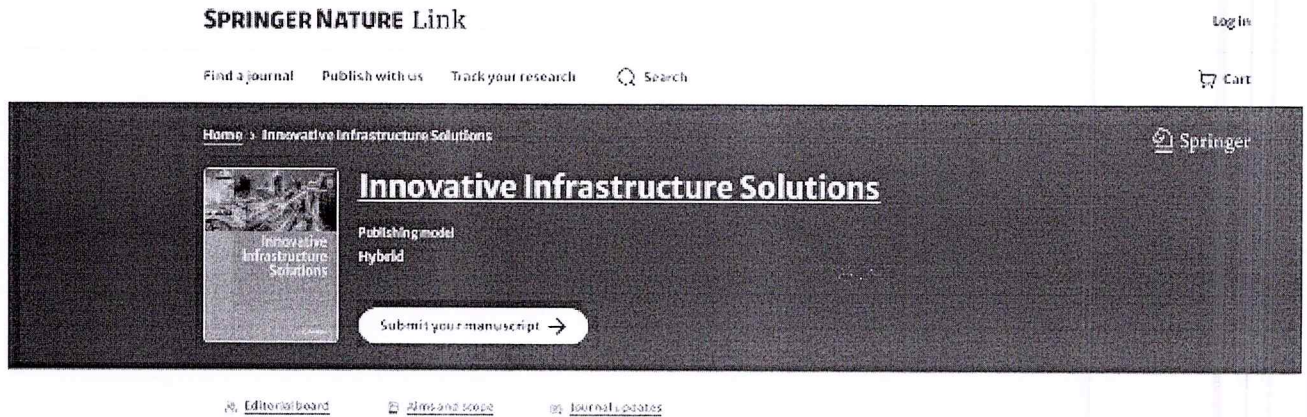 SPRINGER NATURE Link
Log in
Find a journal Publish with us Track your research Search
Cart
Home > Innovative Infrastructure Solutions
Springer
Innovative Infrastructure Solutions
Innovative
Infrastructure
Solutions
Publishing model
Hybrid
Submit your manuscript →
Editorial board Aims and scope Journal updates